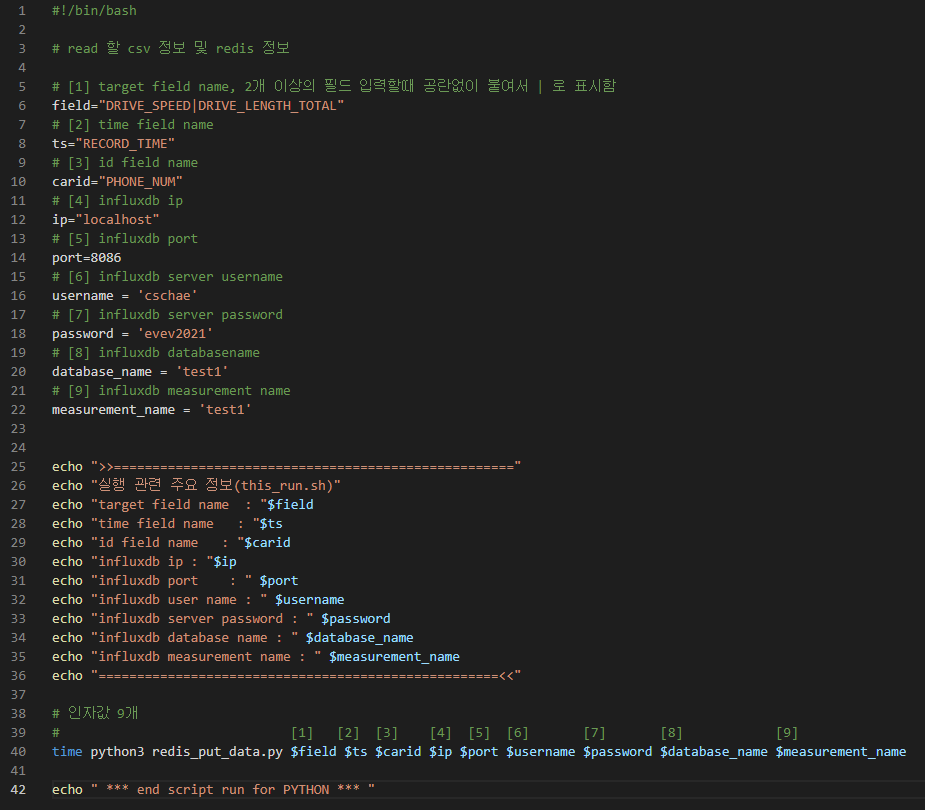 1 #!/bin/bash
2
3 # read 할 csv 정보 및 redis 정보
4
5 # [1] target field name, 2개 이상의 필드 입력할때 공란없이 붙여서 | 로 표시함
6 field="DRIVE_SPEED|DRIVE_LENGTH_TOTAL"
7 # [2] time field name
8 ts="RECORD_TIME"
9 # [3] id field name
10 carid="PHONE_NUM"
11 # [4] influxdb ip
12 ip="localhost"
13 # [5] influxdb port
14 port=8086
15 # [6] influxdb server username
16 username = 'cschae'
17 # [7] influxdb server password
18 password = 'evev2021'
19 # [8] influxdb databasename
20 database_name = 'test1'
21 # [9] influxdb measurement name
22 measurement_name = 'test1'
23
24
25 echo ">>===================================================="
26 echo "실행 관련 주요 정보(this_run.sh)"
27 echo "target field name  : "$field
28 echo "time field name   : "$ts
29 echo "id field name   : "$carid
30 echo "influxdb ip : "$ip
31 echo "influxdb port    : " $port
32 echo "influxdb user name : " $username
33 echo "influxdb server password : " $password
34 echo "influxdb database name : " $database_name
35 echo "influxdb measurement name : " $measurement_name
36 echo "====================================================<<"
37
38 # 인자값 9개
39 #                              [1]   [2]  [3]    [4]  [5]  [6]       [7]       [8]            [9]
40 time python3 redis_put_data.py $field $ts $carid $ip $port $username $password $database_name $measurement_name
41
42 echo " *** end script run for PYTHON *** "